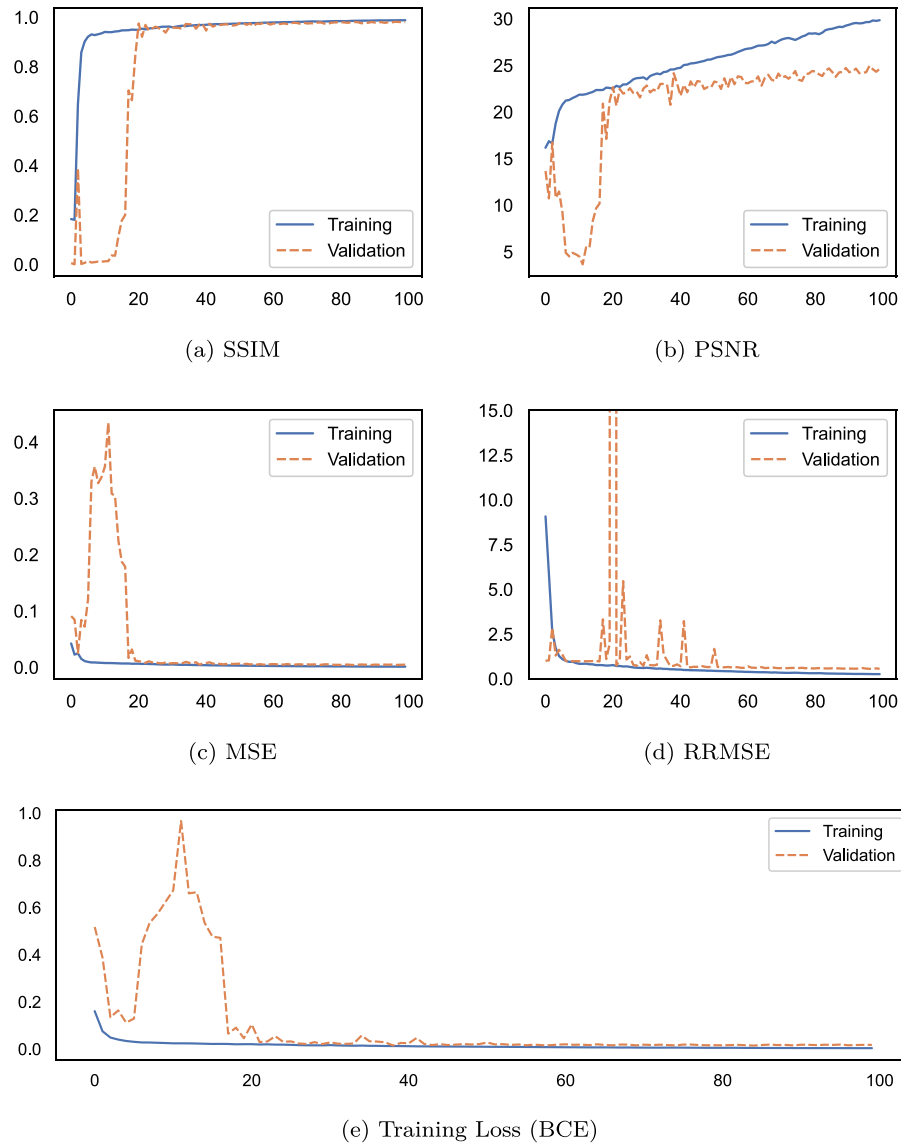 1.0
0.8
0.6
0.4
0.2
0.0
Training
Validation
0 20 40 60 80 100
(a) SSIM
30
25
20
15
10
5
Training
Validation
0 20 40 60 80 100
(b) PSNR
0.4
0.3
0.2
0.1
0.0
Training
Validation
0 20 40 60 80 100
(c) MSE
15.0
12.5
10.0
7.5
5.0
2.5
0.0
Training
Validation
0 20 40 60 80 100
(d) RRMSE
1.0
0.8
0.6
0.4
0.2
0.0
Training
Validation
0 20 40 60 80 100
(e) Training Loss (BCE)